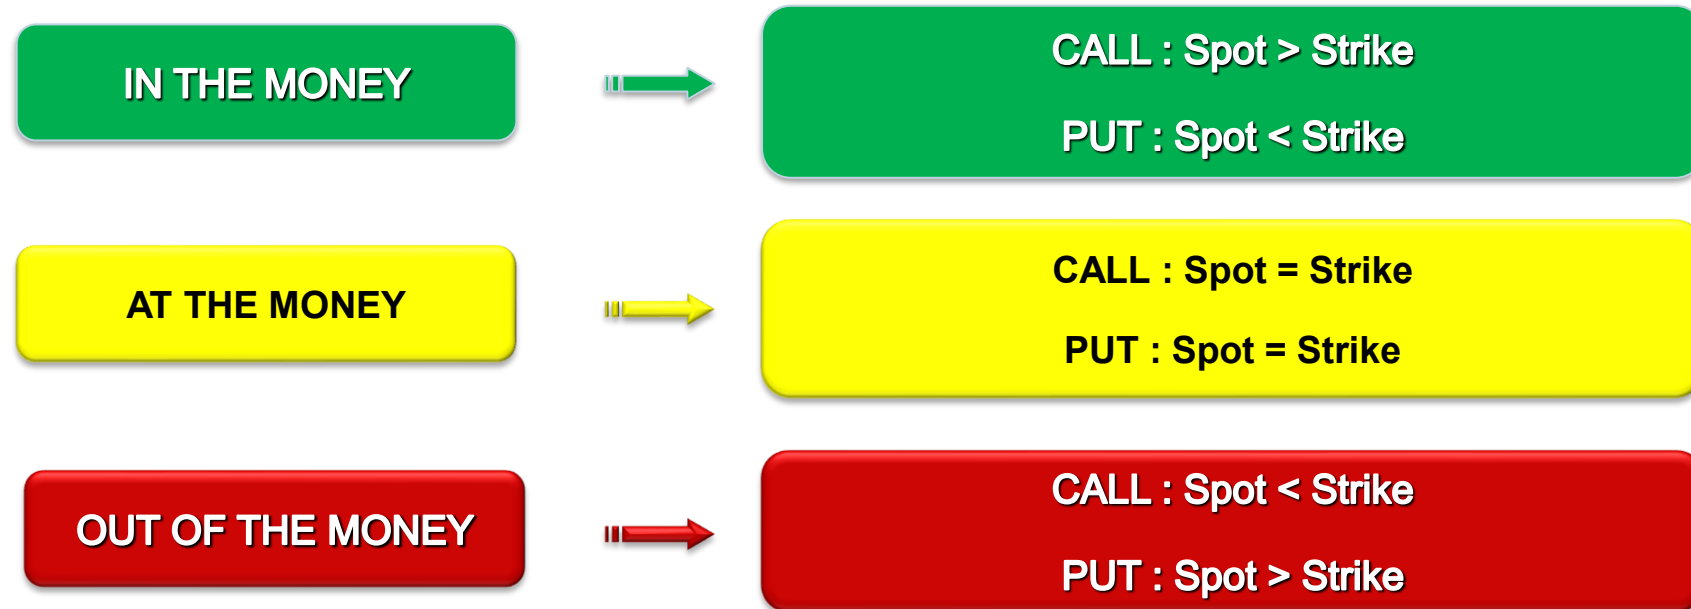 IN THE MONEY
CALL : Spot > Strike
PUT : Spot < Strike
AT THE MONEY
CALL : Spot = Strike
PUT : Spot = Strike
OUT OF THE MONEY
CALL : Spot < Strike
PUT : Spot > Strike